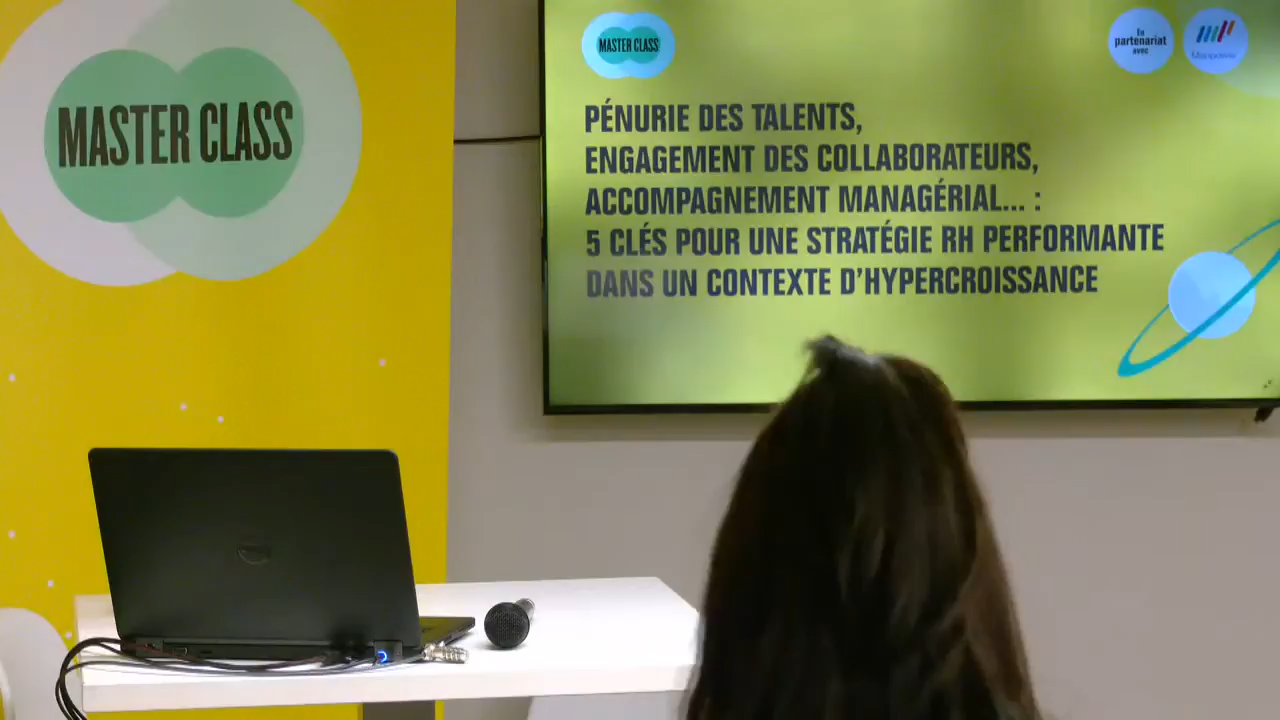 MASTER CLASS
MASTER CLASS
En
partenariat
avec
Manpower
PÉNURIE DES TALENTS,
ENGAGEMENT DES COLLABORATEURS,
ACCOMPAGNEMENT MANAGÉRIAL... :
5 CLÉS POUR UNE STRATÉGIE RH PERFORMANTE
DANS UN CONTEXTE D'HYPERCROISSANCE